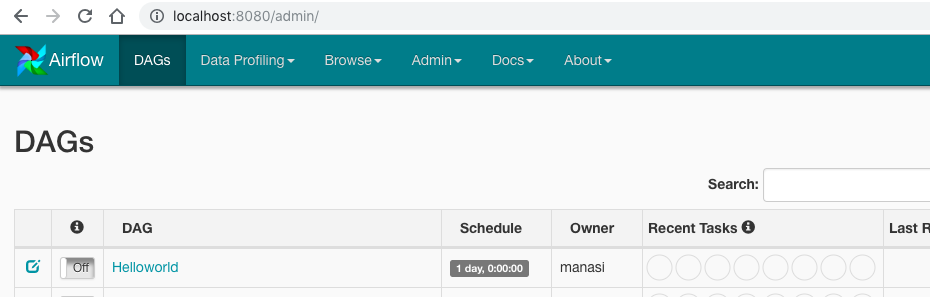 localhost:8080/admin/
Airflow DAGs Data Profiling Browse Admin Docs About
DAGs
Search:
DAG Schedule Owner Recent Tasks Last R
Off Helloworld 1 day, 0:00:00 manasi